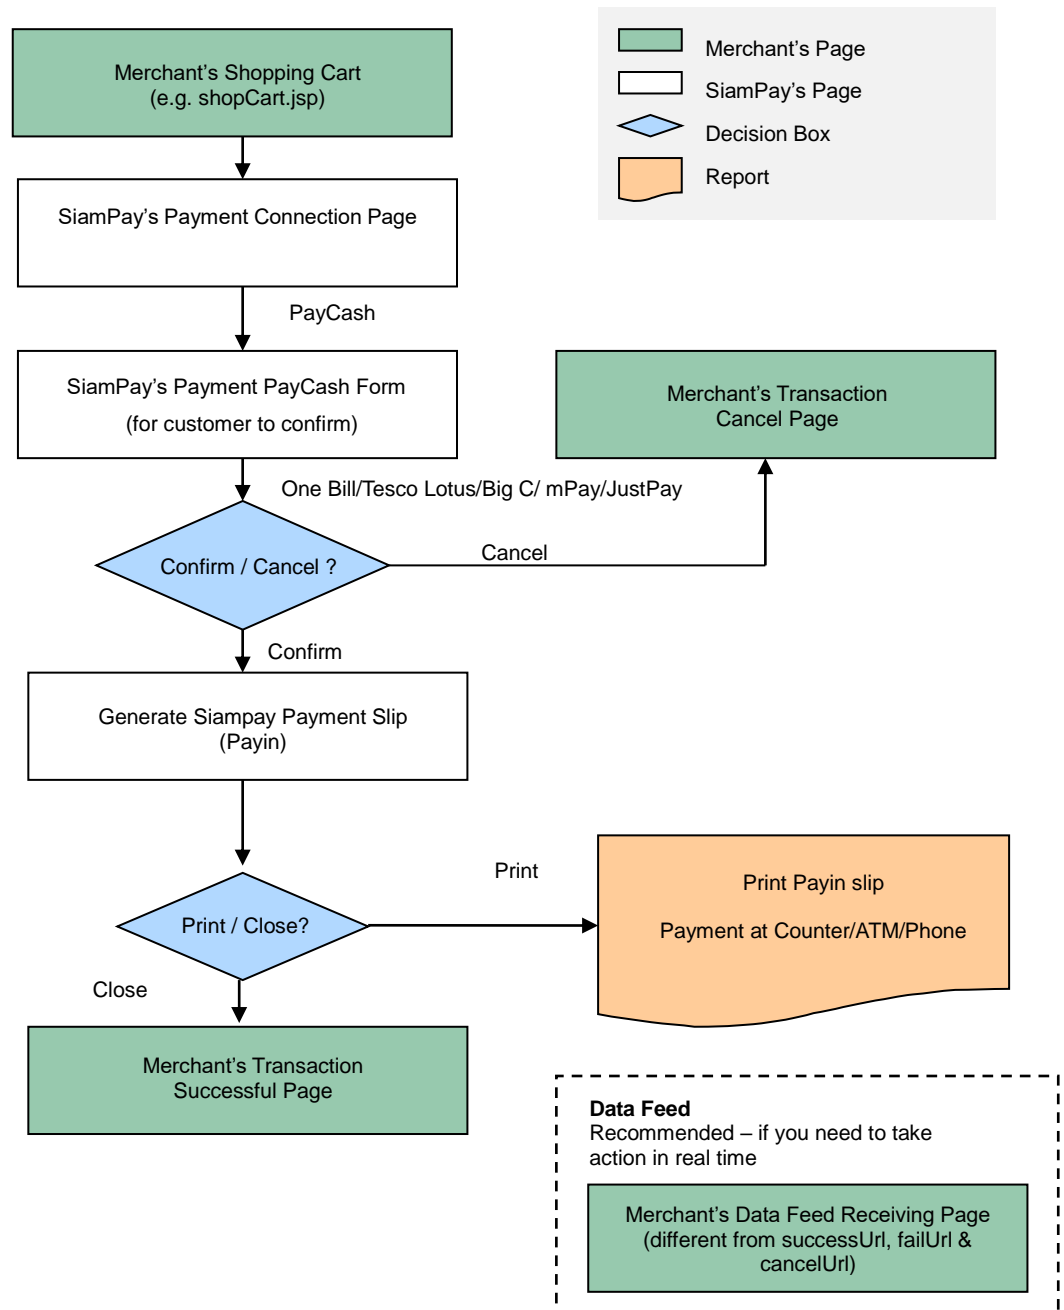 Merchant's Shopping Cart
(e.g. shopCart.jsp)
Merchant's Page
SiamPay's Page
Decision Box
Report
SiamPay's Payment Connection Page
PayCash
SiamPay's Payment PayCash Form
(for customer to confirm)
Merchant's Transaction
Cancel Page
One Bill/Tesco Lotus/Big C/ mPay/JustPay
Confirm / Cancel ?
Cancel
Confirm
Generate Siampay Payment Slip
(Payin)
Print / Close?
Print
Print Payin slip
Payment at Counter/ATM/Phone
Close
Merchant's Transaction
Successful Page
Data Feed
Recommended – if you need to take
action in real time
Merchant's Data Feed Receiving Page
(different from successUrl, failUrl &
cancelUrl)